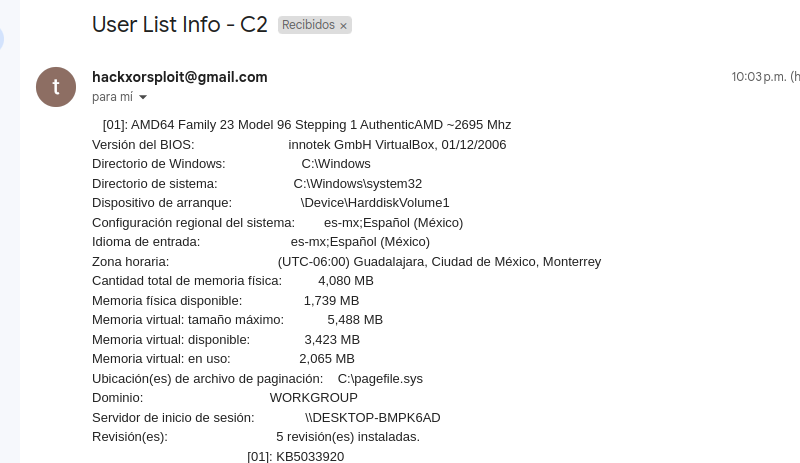 User List Info - C2 Recibidos ×
t
hackxorsploit@gmail.com 10:03 p.m. (h
para mí
[01]: AMD64 Family 23 Model 96 Stepping 1 AuthenticAMD ~2695 Mhz
Versión del BIOS: innotek GmbH VirtualBox, 01/12/2006
Directorio de Windows: C:\Windows
Directorio de sistema: C:\Windows\system32
Dispositivo de arranque: \Device\HarddiskVolume1
Configuración regional del sistema: es-mx;Español (México)
Idioma de entrada: es-mx;Español (México)
Zona horaria: (UTC-06:00) Guadalajara, Ciudad de México, Monterrey
Cantidad total de memoria física: 4,080 MB
Memoria física disponible: 1,739 MB
Memoria virtual: tamaño máximo: 5,488 MB
Memoria virtual: disponible: 3,423 MB
Memoria virtual: en uso: 2,065 MB
Ubicación(es) de archivo de paginación: C:\pagefile.sys
Dominio: WORKGROUP
Servidor de inicio de sesión: \\DESKTOP-BMPK6AD
Revisión(es): 5 revisión(es) instaladas.
[01]: KB5033920